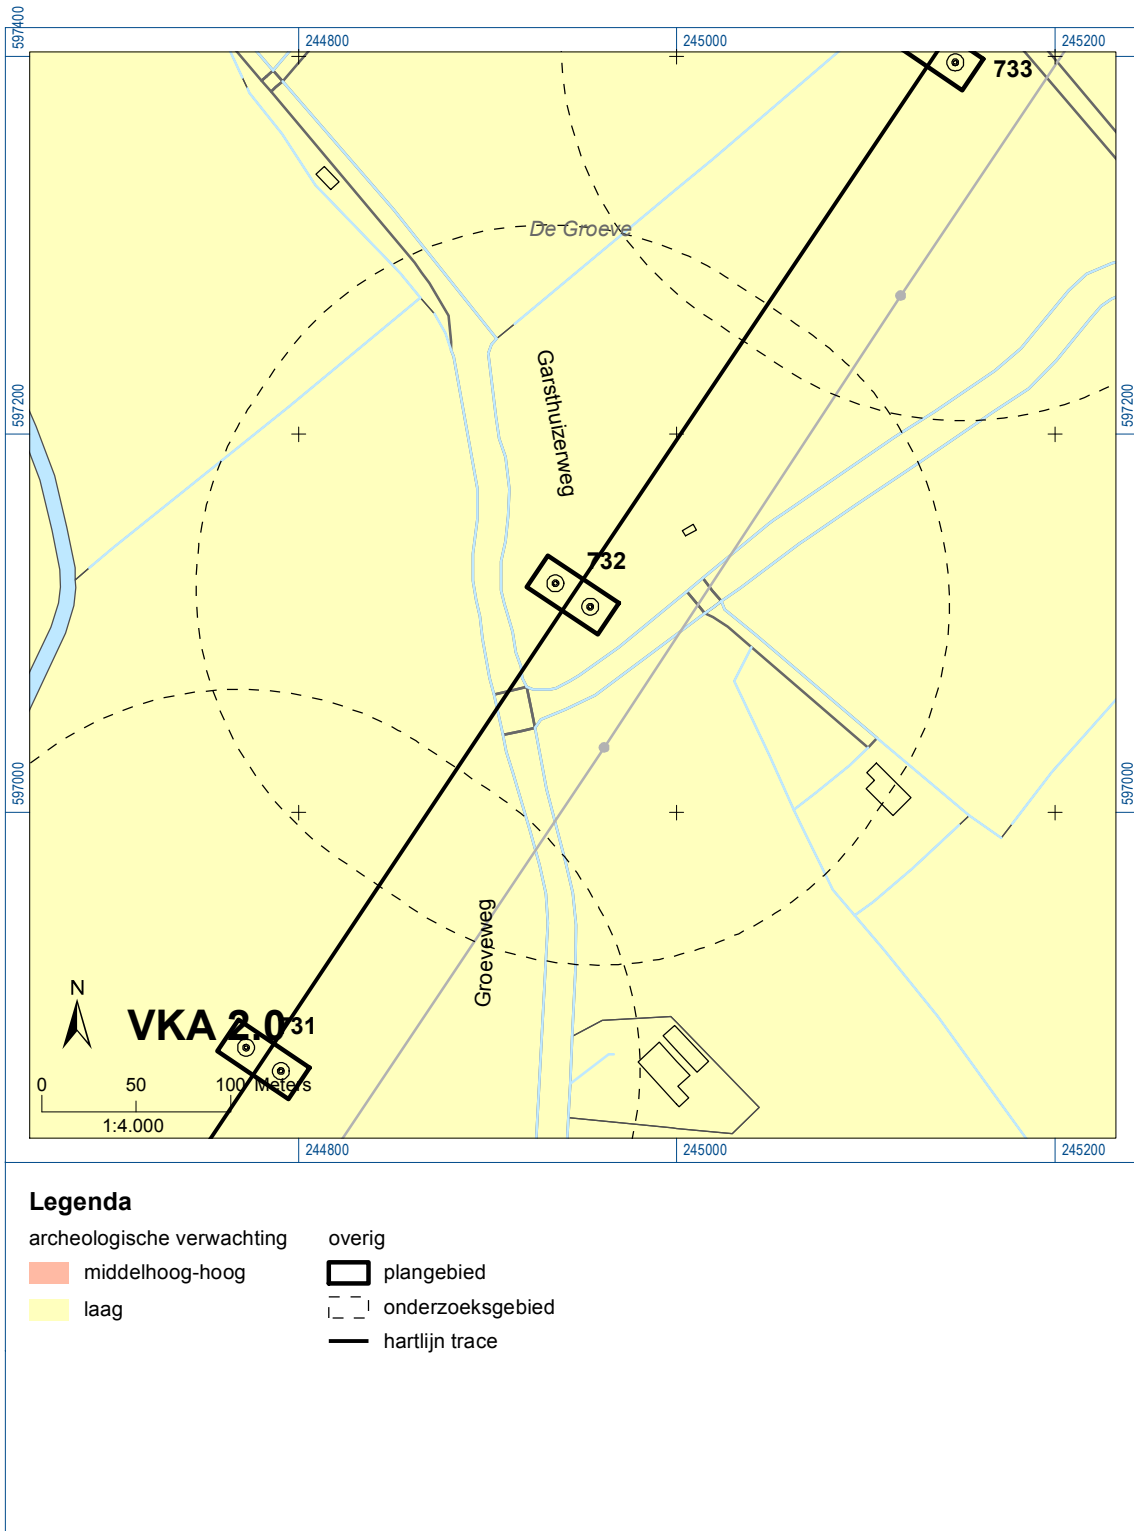 244800
245000
245200
597400
733
De Groeve
Garsthuizerweg
597200
597200
732
597000
597000
Groeveweg
N
VKA 2.0
731
0 50 100 Meters
1:4.000
244800
245000
245200
Legenda
archeologische verwachting
middelhoog-hoog
laag
overig
plangebied
onderzoeksgebied
hartlijn trace